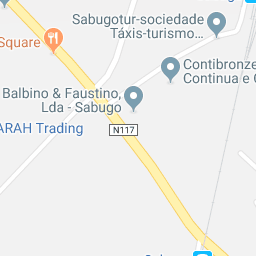 Sabugotur-sociedade
Táxis-turismo...
Square
Contibronze
Continua e
Balbino & Faustino,
Lda - Sabugo
ARAH Trading
N117